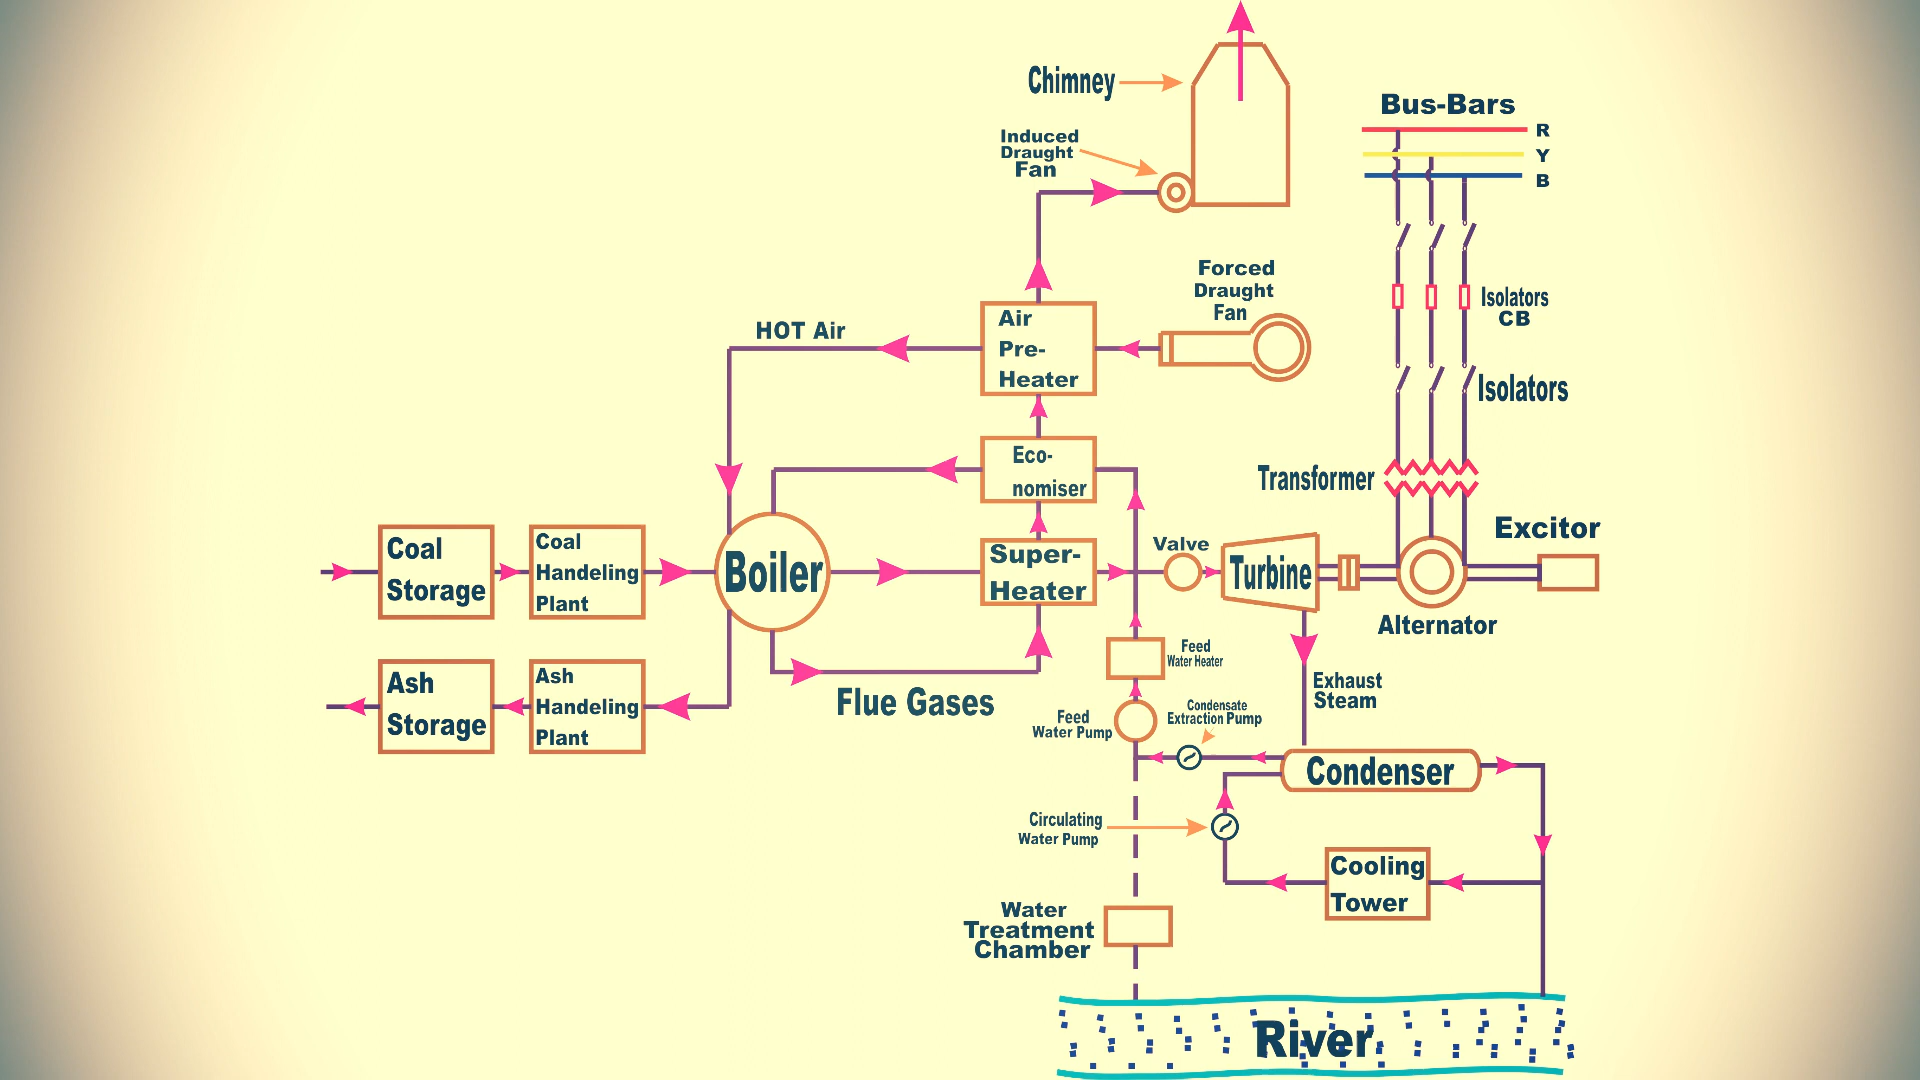 Chimney
Bus-Bars
R
Y
B
Induced
Draught
Fan
Forced
Draught
Fan
Isolators
CB
Air
Pre-
Heater
HOT Air
Isolators
Eco-
nomiser
Transformer
Excitor
Coal
Storage
Coal
Handeling
Plant
Boiler
Super-
Heater
Valve
Turbine
Alternator
Feed
Water Heater
Ash
Storage
Ash
Handeling
Plant
Flue Gases
Exhaust
Steam
Feed
Water Pump
Condensate
Extraction Pump
Condenser
Circulating
Water Pump
Cooling
Tower
Water
Treatment
Chamber
River